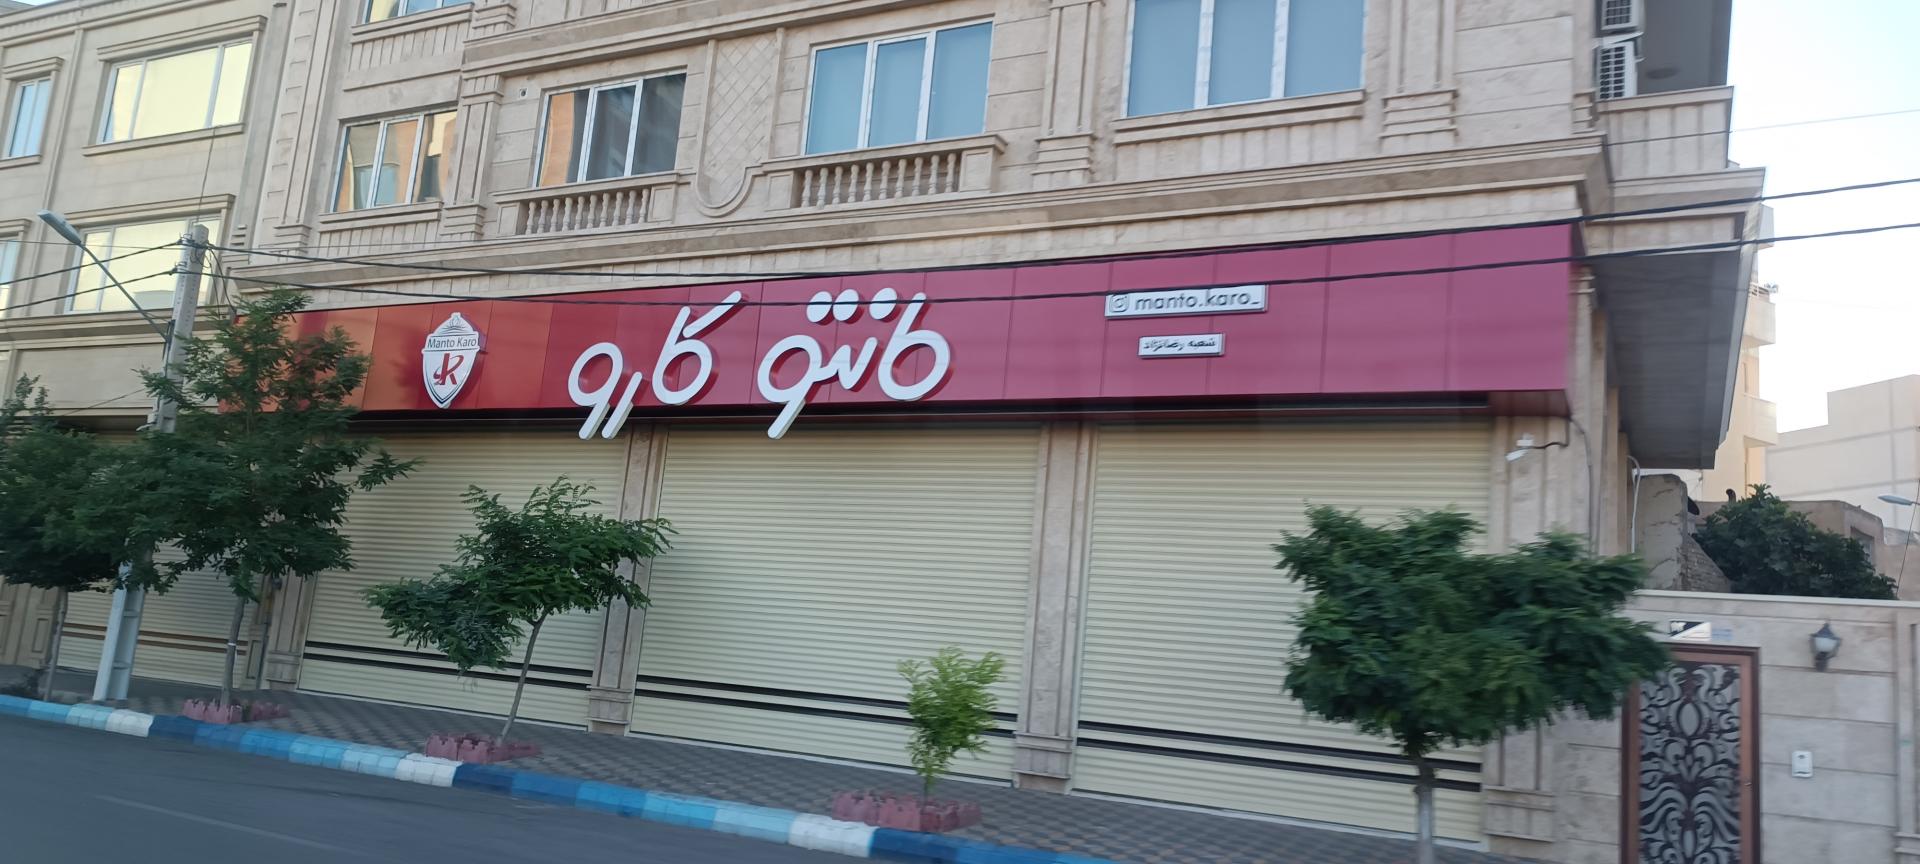 مانتو کارو
Manto Karo
manto.karo_
شعبه رضانژاد